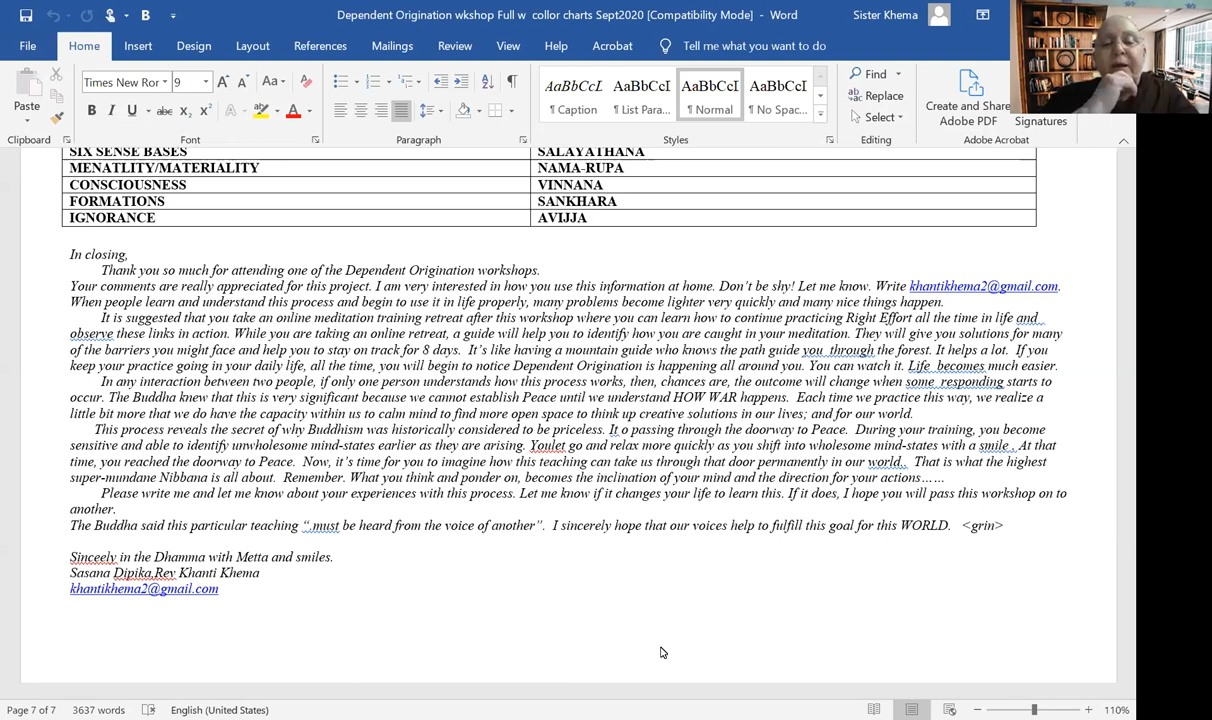 Dependent Origination wkshop Full w collor charts Sept2020 [Compatibility Mode] - Word
Sister Khema
File Home Insert Design Layout References Mailings Review View Help Acrobat Tell me what you want to do
Times New Ror 9
Paste
AaBbCcI AaBbCcI AaBbCcI AaBbCcI
Caption ¶ List Para... ¶ Normal ¶ No Spac...
Find
Replace
Select
Create and Share Adobe PDF
Signatures
Clipboard Font Paragraph Styles Editing Adobe Acrobat
SIX SENSE BASES SALAYATHANA
MENATLITY/MATERIALITY NAMA-RUPA
CONSCIOUSNESS VINNANA
FORMATIONS SANKHARA
IGNORANCE AVIJJA
In closing,
Thank you so much for attending one of the Dependent Origination workshops.
Your comments are really appreciated for this project. I am very interested in how you use this information at home. Don't be shy! Let me know. Write khantikhema2@gmail.com.
When people learn and understand this process and begin to use it in life properly, many problems become lighter very quickly and many nice things happen.
It is suggested that you take an online meditation training retreat after this workshop where you can learn how to continue practicing Right Effort all the time in life and
observe these links in action. While you are taking an online retreat, a guide will help you to identify how you are caught in your meditation. They will give you solutions for many
of the barriers you might face and help you to stay on track for 8 days. It's like having a mountain guide who knows the path guide you through the forest. It helps a lot. If you
keep your practice going in your daily life, all the time, you will begin to notice Dependent Origination is happening all around you. You can watch it. Life becomes much easier.
In any interaction between two people, if only one person understands how this process works, then, chances are, the outcome will change when some responding starts to
occur. The Buddha knew that this is very significant because we cannot establish Peace until we understand HOW WAR happens. Each time we practice this way, we realize a
little bit more that we do have the capacity within us to calm mind to find more open space to think up creative solutions in our lives; and for our world.
This process reveals the secret of why Buddhism was historically considered to be priceless. It o passing through the doorway to Peace. During your training, you become
sensitive and able to identify unwholesome mind-states earlier as they are arising. Youlet go and relax more quickly as you shift into wholesome mind-states with a smile . At that
time, you reached the doorway to Peace. Now, it's time for you to imagine how this teaching can take us through that door permanently in our world.. That is what the highest
super-mundane Nibbana is all about. Remember. What you think and ponder on, becomes the inclination of your mind and the direction for your actions……
Please write me and let me know about your experiences with this process. Let me know if it changes your life to learn this. If it does, I hope you will pass this workshop on to
another.
The Buddha said this particular teaching “.must be heard from the voice of another”. I sincerely hope that our voices help to fulfill this goal for this WORLD. <grin>
Sinceely in the Dhamma with Metta and smiles.
Sasana Dipika,Rev Khanti Khema
khantikhema2@gmail.com
Page 7 of 7 3637 words English (United States) 110%